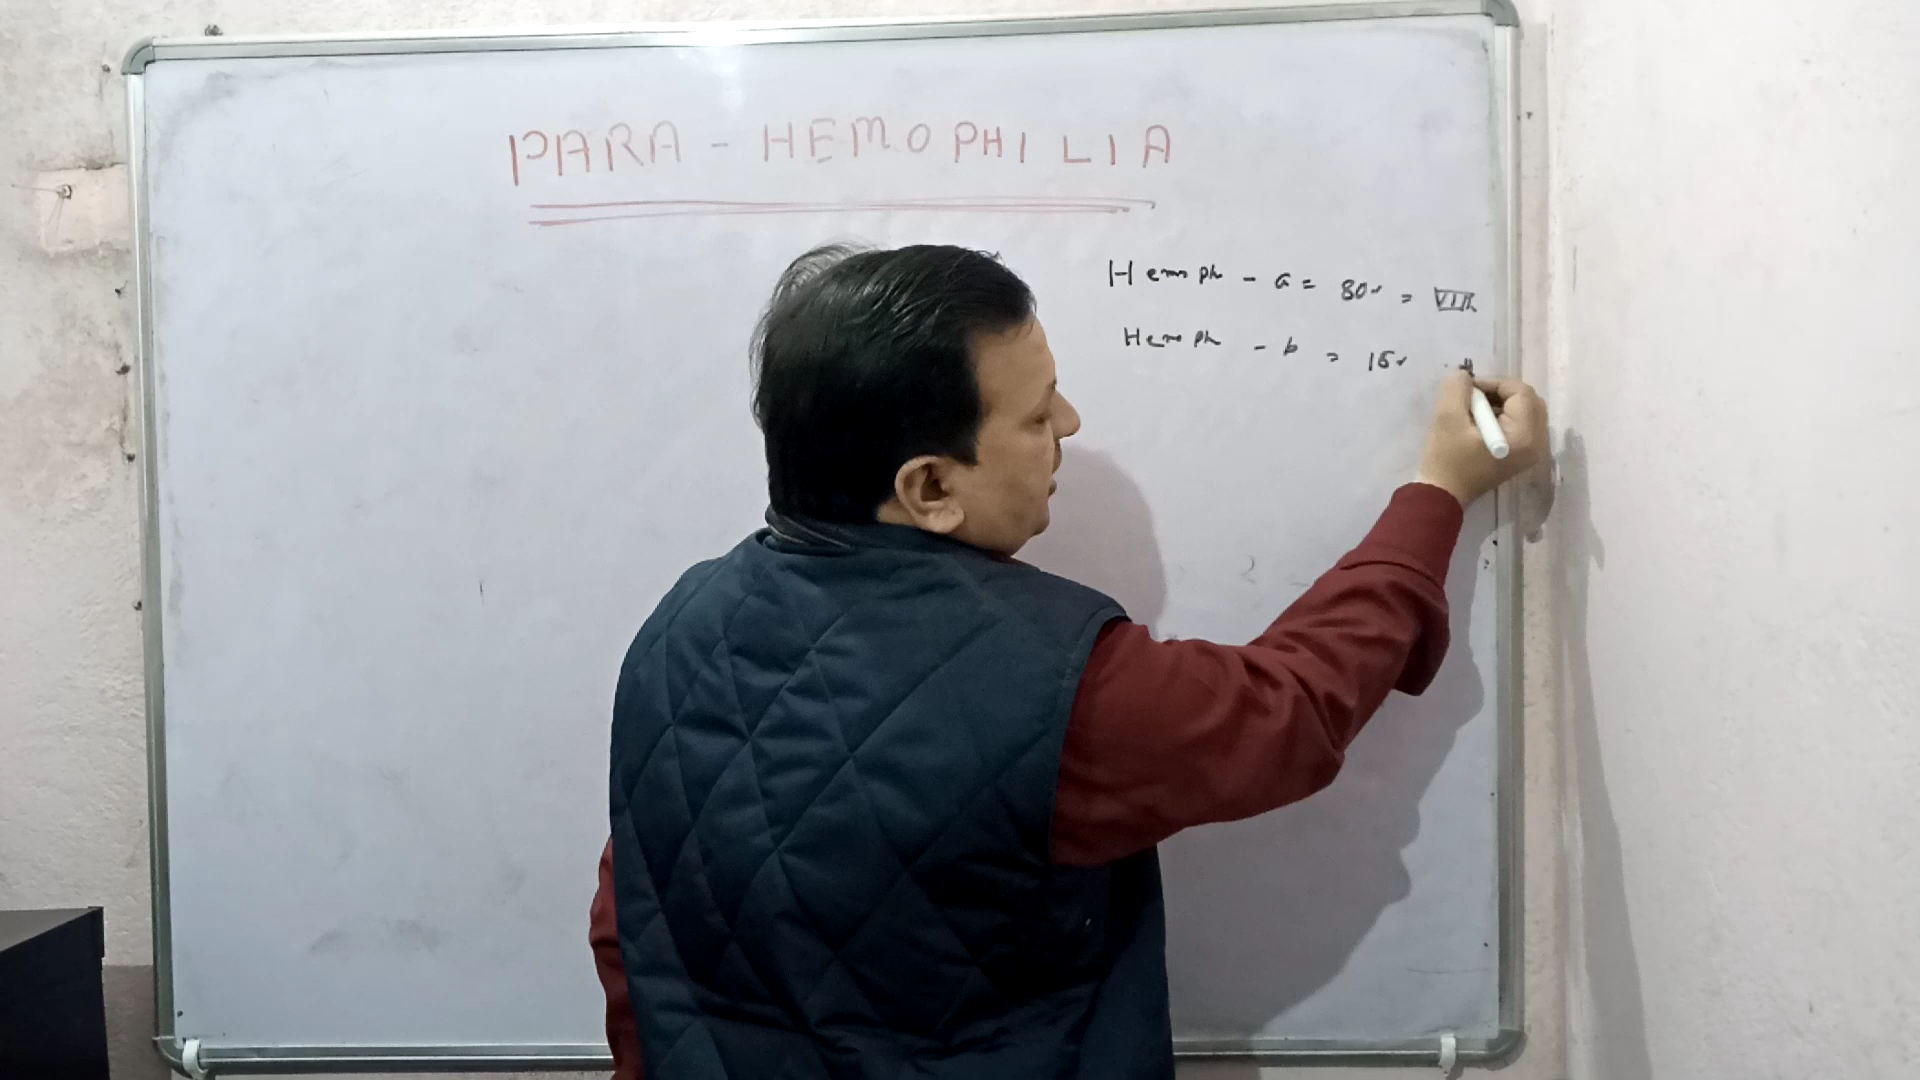 PARA - HEMOPHILIA
Hemoph - a = 80% = VIII
Hemoph - b = 15%